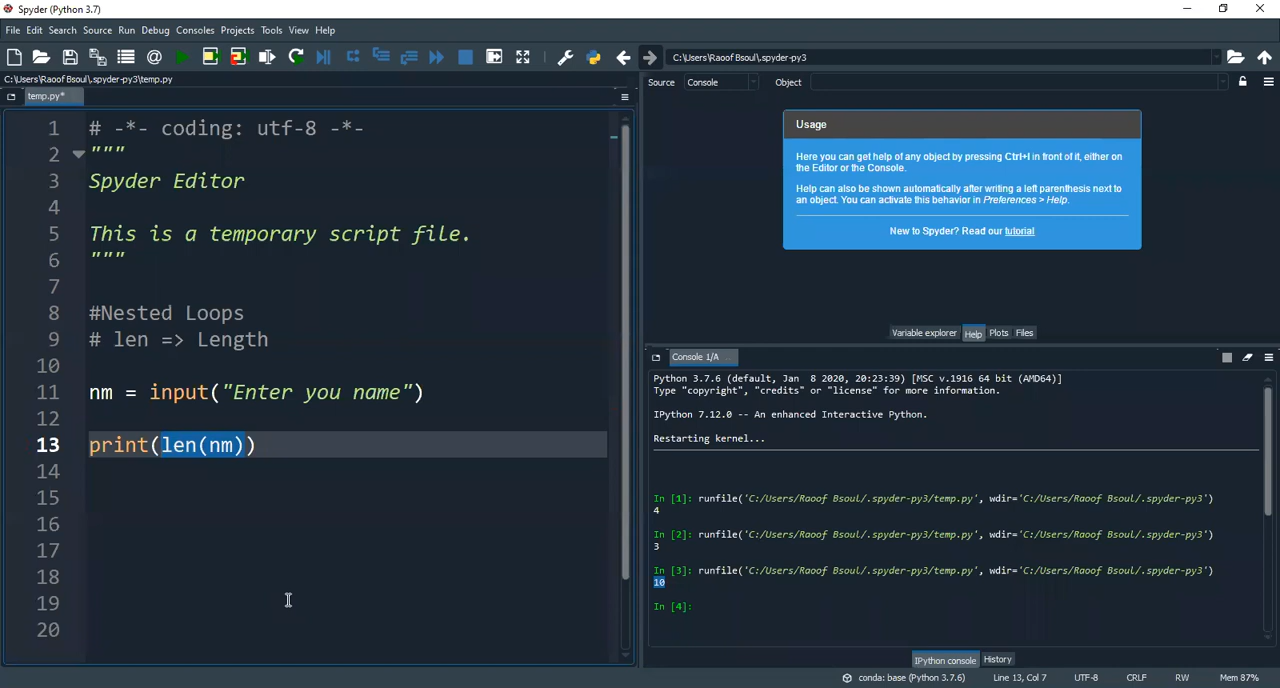 Spyder (Python 3.7)
File Edit Search Source Run Debug Consoles Projects Tools View Help
C:\Users\Raoof Bsoul\.spyder-py3
C:\Users\Raoof Bsoul\.spyder-py3\temp.py
temp.py*
1 # -*- coding: utf-8 -*-
2 """
3 Spyder Editor
4
5 This is a temporary script file.
6 """
7
8 #Nested Loops
9 # len => Length
10
11 nm = input("Enter you name")
12
13 print(len(nm))
14
15
16
17
18
19
20
Source Console Object
Usage
Here you can get help of any object by pressing Ctrl+I in front of it, either on
the Editor or the Console.
Help can also be shown automatically after writing a left parenthesis next to
an object. You can activate this behavior in Preferences > Help.
New to Spyder? Read our tutorial
Variable explorer Help Plots Files
Console 1/A
Python 3.7.6 (default, Jan 8 2020, 20:23:39) [MSC v.1916 64 bit (AMD64)]
Type "copyright", "credits" or "license" for more information.
IPython 7.12.0 -- An enhanced Interactive Python.
Restarting kernel...
In [1]: runfile('C:/Users/Raoof Bsoul/.spyder-py3/temp.py', wdir='C:/Users/Raoof Bsoul/.spyder-py3')
4
In [2]: runfile('C:/Users/Raoof Bsoul/.spyder-py3/temp.py', wdir='C:/Users/Raoof Bsoul/.spyder-py3')
3
In [3]: runfile('C:/Users/Raoof Bsoul/.spyder-py3/temp.py', wdir='C:/Users/Raoof Bsoul/.spyder-py3')
10
In [4]:
IPython console History
conda: base (Python 3.7.6) Line 13, Col 7 UTF-8 CRLF RW Mem 87%